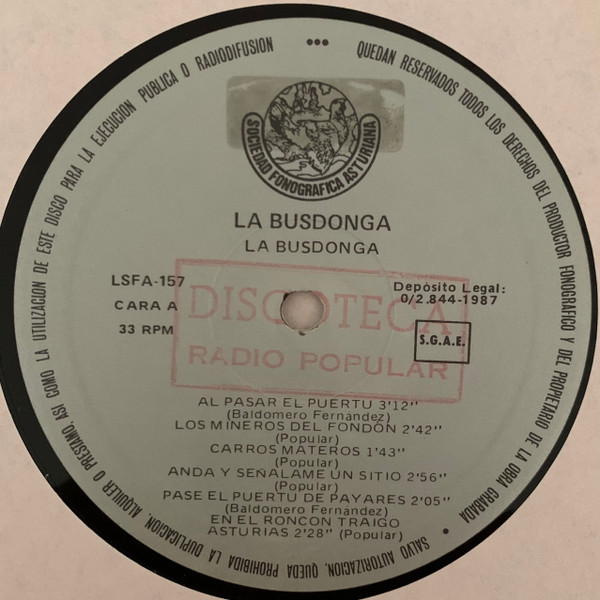 SALVO AUTORIZACION, QUEDA PROHIBIDA LA DUPLICACION, ALQUILER O PRESTAMO, ASI COMO LA UTILIZACION DE ESTE DISCO PARA LA EJECUCION PUBLICA O RADIODIFUSION
••• QUEDAN RESERVADOS TODOS LOS DERECHOS DEL PRODUCTOR FONOGRAFICO Y DEL PROPIETARIO DE LA OBRA GRABADA •
SOCIEDAD FONOGRAFICA ASTURIANA
LA BUSDONGA
LA BUSDONGA
LSFA-157
CARA A
33 RPM
Depósito Legal:
0/2.844-1987
S.G.A.E.
DISCOTECA
RADIO POPULAR
AL PASAR EL PUERTU 3'12"
(Baldomero Fernández)
LOS MINEROS DEL FONDÓN 2'42"
(Popular)
CARROS MATEROS 1'43"
(Popular)
ANDA Y SEÑALAME UN SITIO 2'56"
(Popular)
PASE EL PUERTU DE PAYARES 2'05"
(Baldomero Fernández)
EN EL RONCON TRAIGO
ASTURIAS 2'28" (Popular)